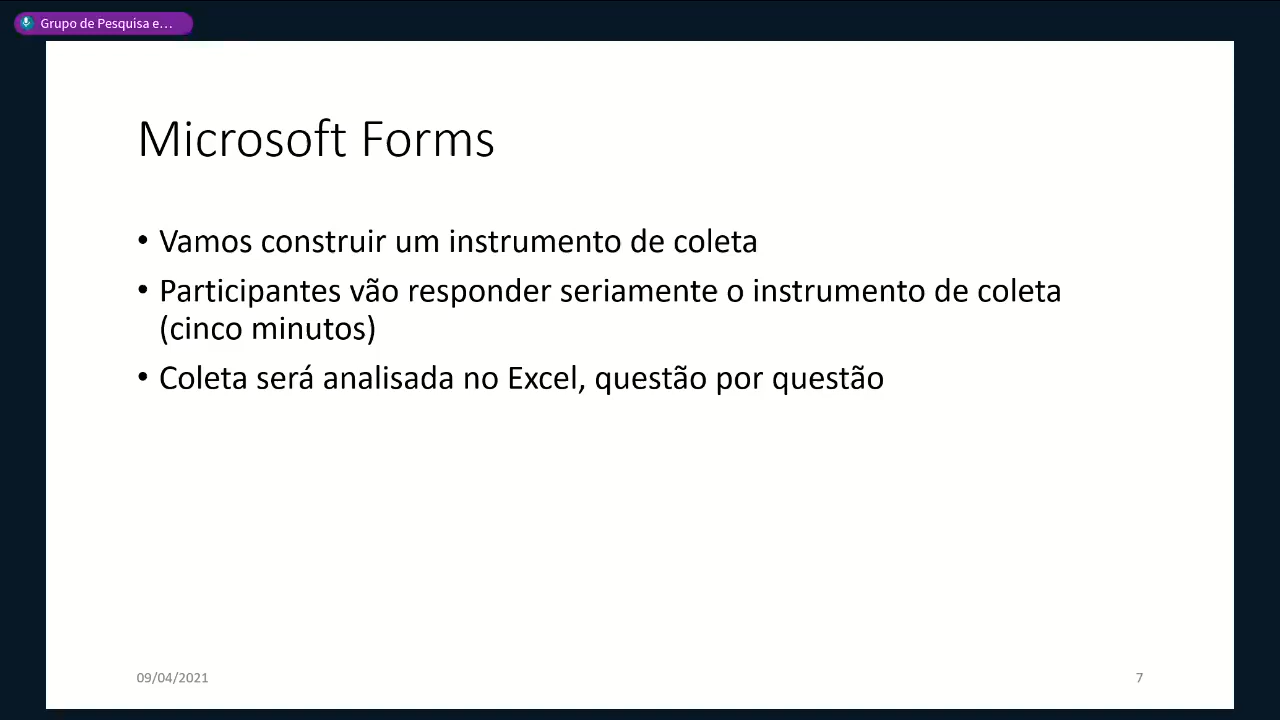 Grupo de Pesquisa e...
Microsoft Forms
• Vamos construir um instrumento de coleta
• Participantes vão responder seriamente o instrumento de coleta
(cinco minutos)
• Coleta será analisada no Excel, questão por questão
09/04/2021
7